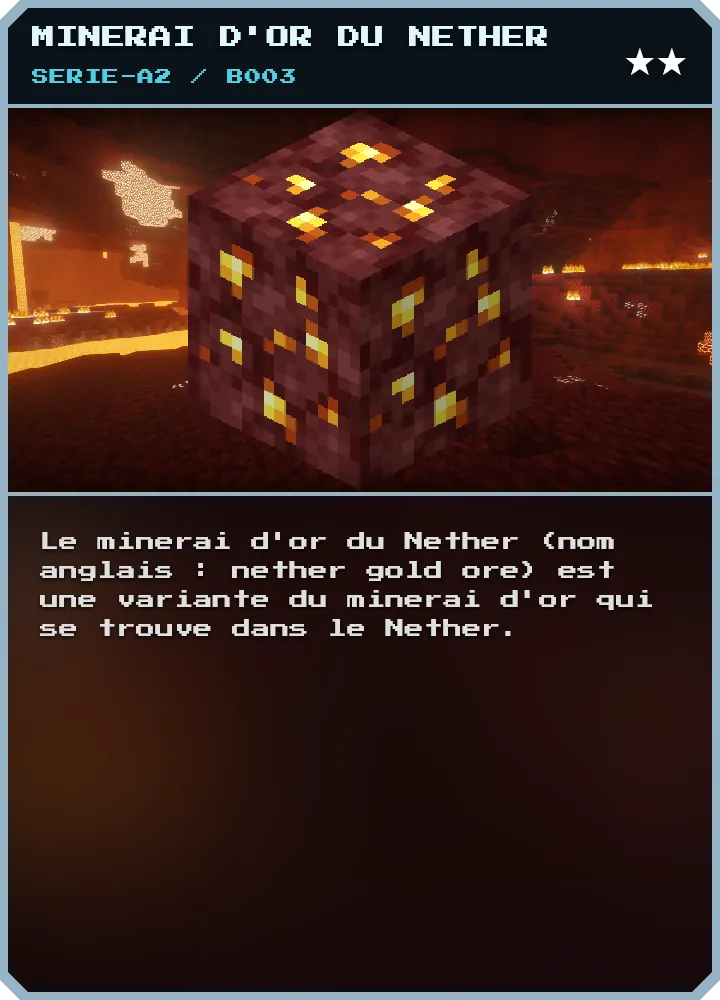 MINERAI D'OR DU NETHER
SERIE-A2 / B003
Le minerai d'or du Nether (nom
anglais : nether gold ore) est
une variante du minerai d'or qui
se trouve dans le Nether.